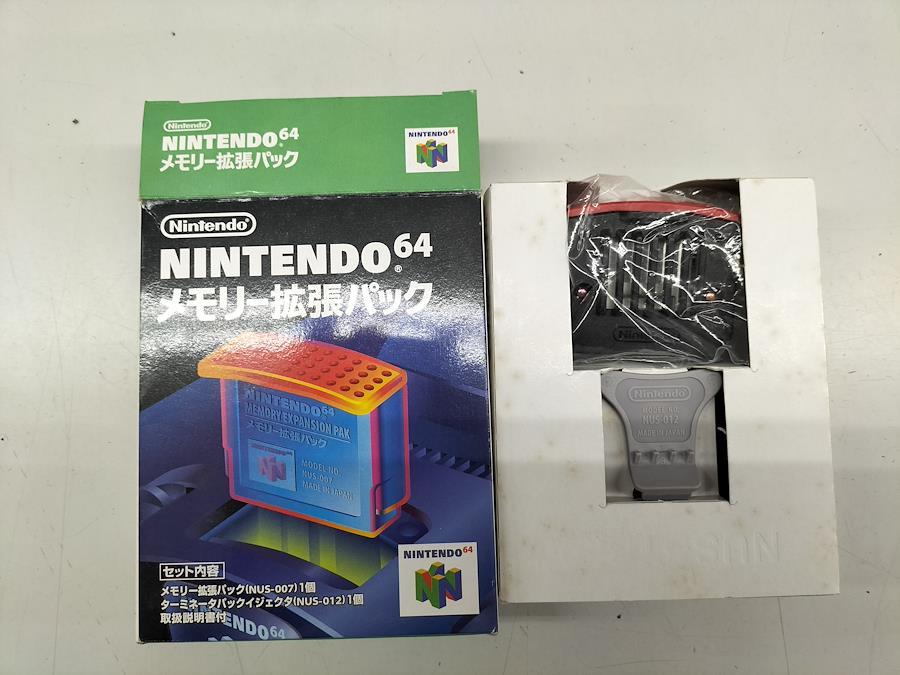 Nintendo
NINTENDO64
メモリー拡張パック
NINTENDO64
Nintendo
NINTENDO64
®
メモリー拡張パック
NINTENDO64
MEMORY EXPANSION PAK
メモリー拡張パック
MODEL NO.
NUS-007
MADE IN JAPAN
NINTENDO64
セット内容
メモリー拡張パック(NUS-007)1個
ターミネータパックイジェクタ(NUS-012)1個
取扱説明書付
Nintendo
MODEL NO.
NUS-012
MADE IN JAPAN